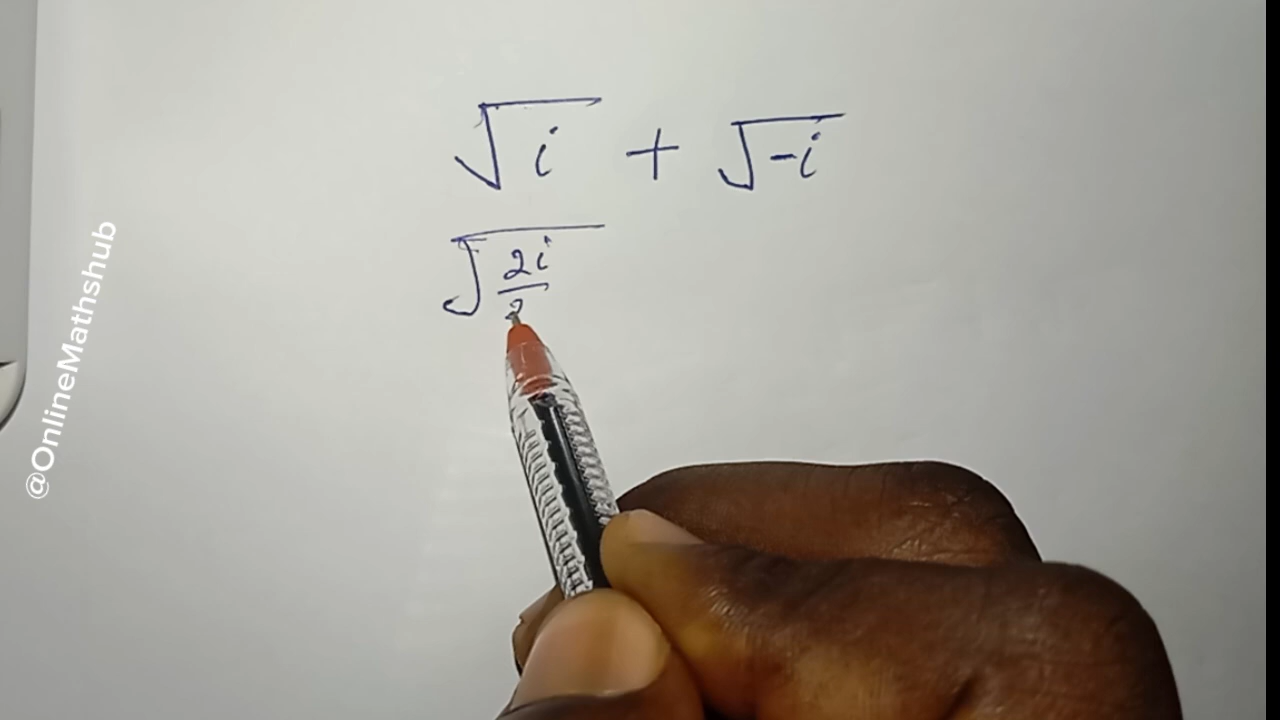 √i + √-i
√2i/2
@OnlineMathshub